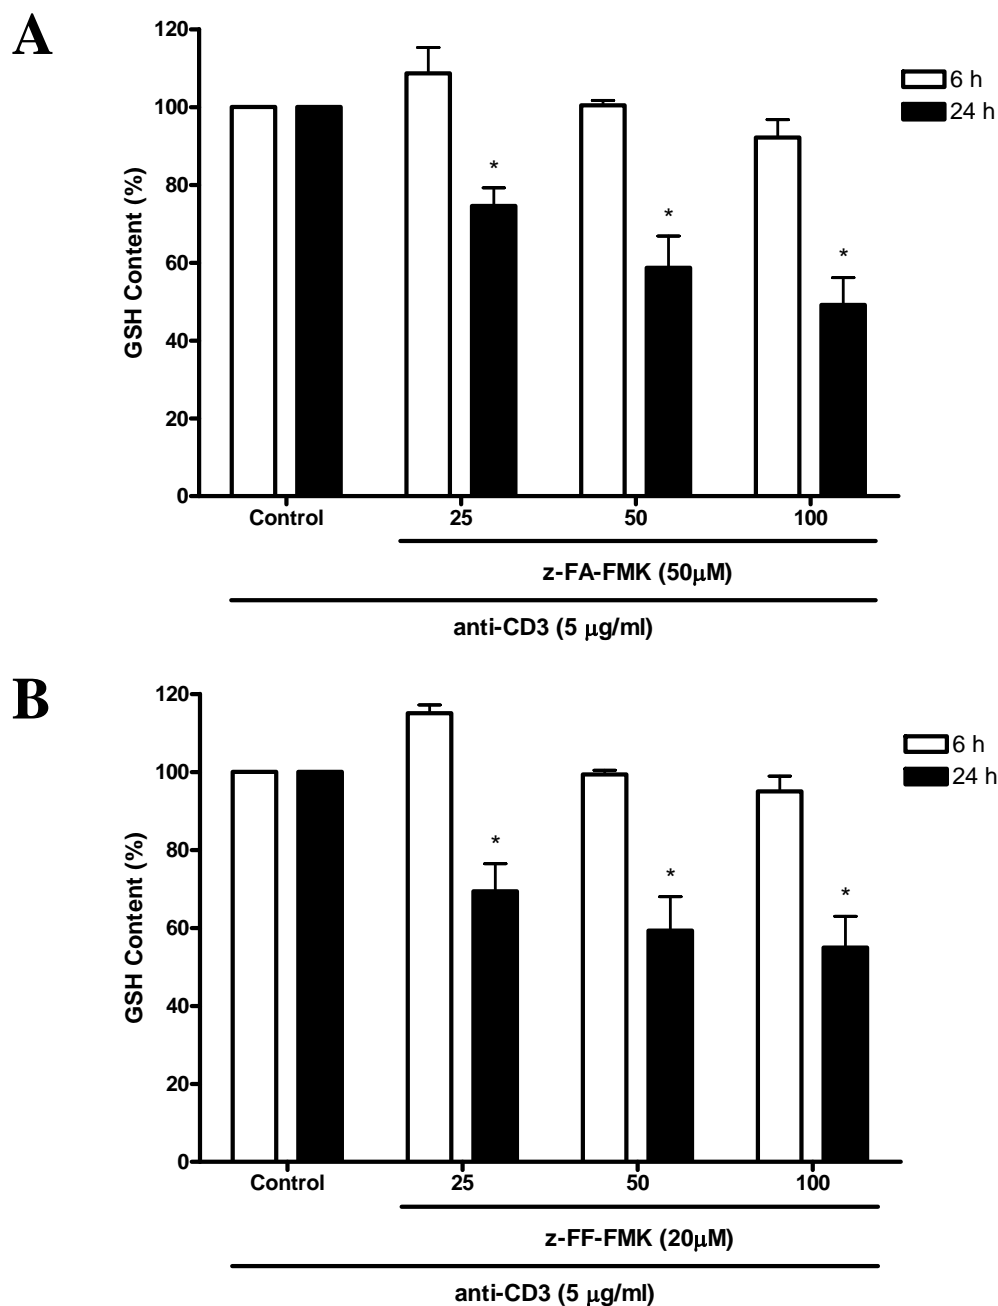 A
120
100
80
60
40
20
0
GSH Content (%)
6 h
24 h
*
*
*
Control 25 50 100
z-FA-FMK (50μM)
anti-CD3 (5 μg/ml)
B
120
100
80
60
40
20
0
GSH Content (%)
6 h
24 h
*
*
*
Control 25 50 100
z-FF-FMK (20μM)
anti-CD3 (5 μg/ml)